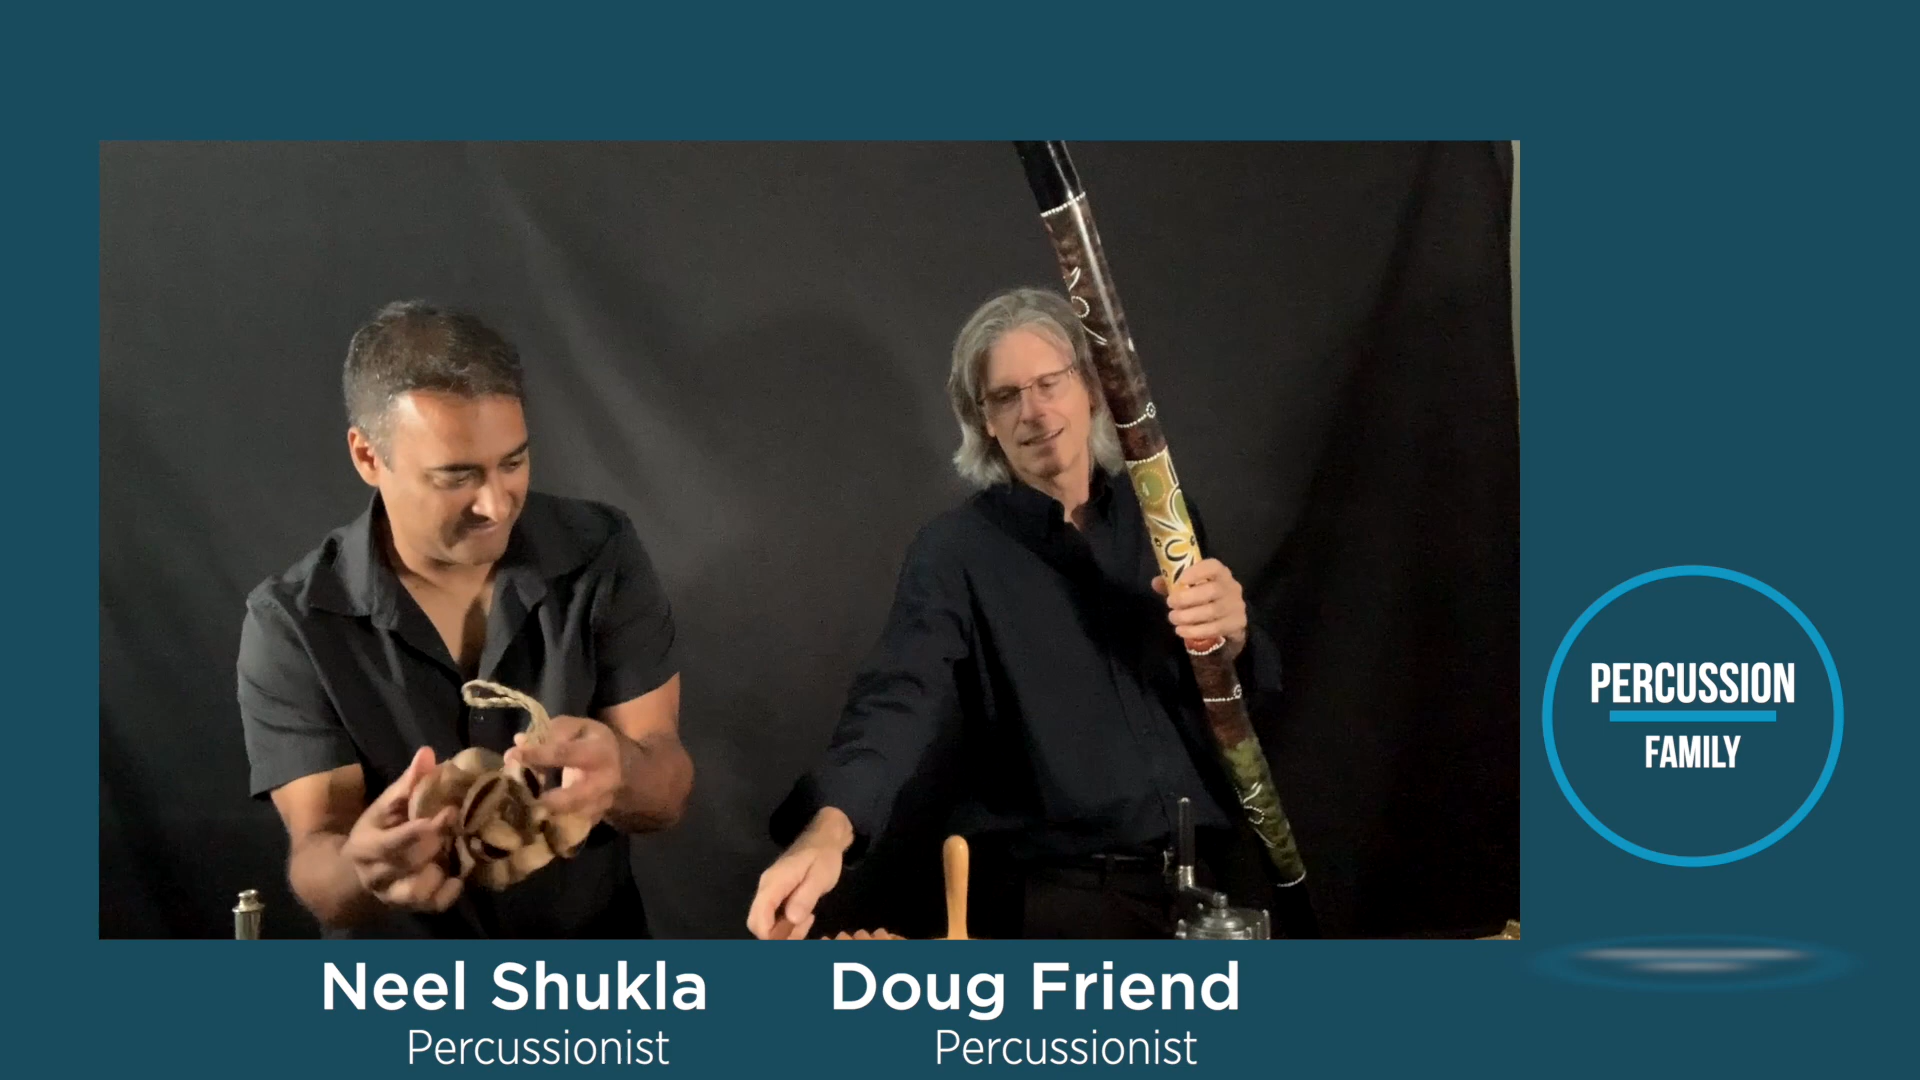 PERCUSSION
FAMILY
Neel Shukla
Percussionist
Doug Friend
Percussionist